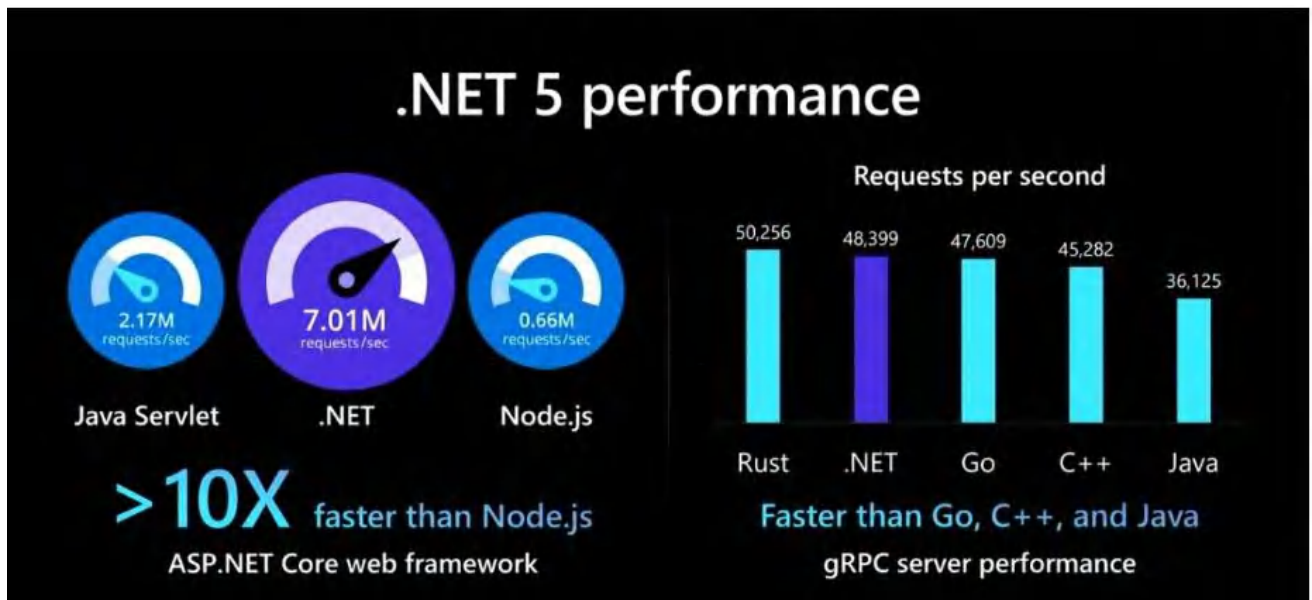 .NET 5 performance
2.17M
requests/sec
Java Servlet
7.01M
requests/sec
.NET
0.66M
requests/sec
Node.js
>10X faster than Node.js
ASP.NET Core web framework
Requests per second
50,256
48,399
47,609
45,282
36,125
Rust
.NET
Go
C++
Java
Faster than Go, C++, and Java
gRPC server performance